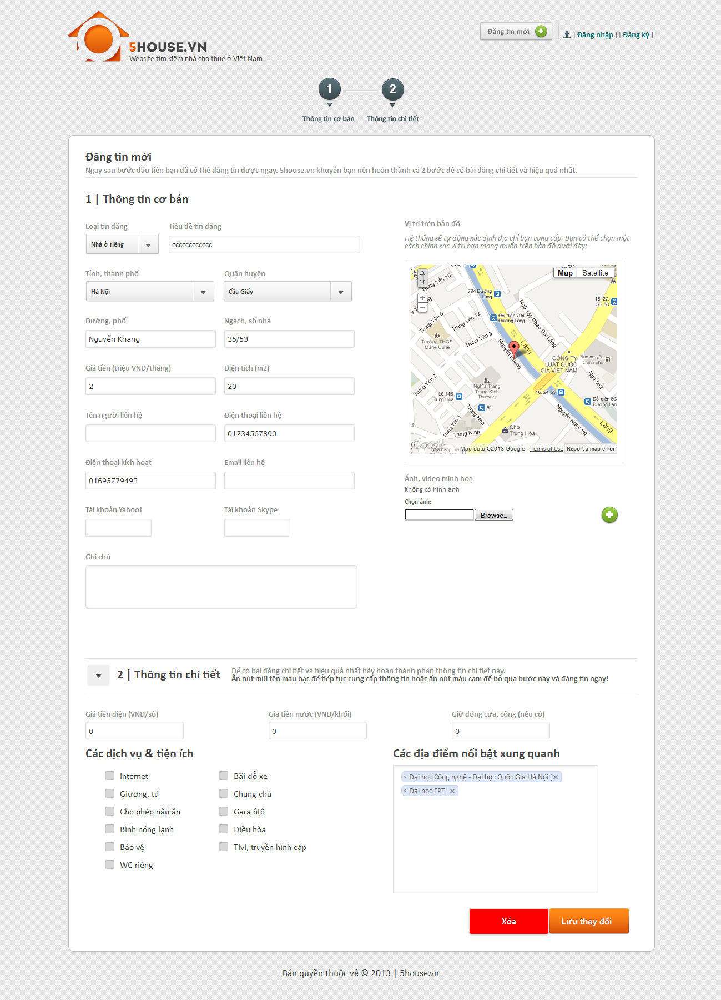 5HOUSE.VN
Website tìm kiếm nhà cho thuê ở Việt Nam
Đăng tin mới
[ Đăng nhập ] [ Đăng ký ]
1
2
Thông tin cơ bản
Thông tin chi tiết
Đăng tin mới
Ngay sau bước đầu tiên bạn đã có thể đăng tin được ngay. 5house.vn khuyên bạn nên hoàn thành cả 2 bước để có bài đăng chi tiết và hiệu quả nhất.
1 | Thông tin cơ bản
Loại tin đăng
Tiêu đề tin đăng
Nhà ở riêng
cccccccccccc
Tỉnh, thành phố
Quận huyện
Hà Nội
Cầu Giấy
Đường, phố
Ngách, số nhà
Nguyễn Khang
35/53
Giá tiền (triệu VND/tháng)
Diện tích (m2)
2
20
Tên người liên hệ
Điện thoại liên hệ
01234567890
Điện thoại kích hoạt
Email liên hệ
01695779493
Tài khoản Yahoo!
Tài khoản Skype
Ghi chú
Vị trí trên bản đồ
Hệ thống sẽ tự động xác định địa chỉ bạn cung cấp. Bạn có thể chọn một
cách chính xác vị trí bạn mong muốn trên bản đồ dưới đây:
16, 24, 27
Map
Satellite
Trung Yên 10
794 Đường
Láng
18, 27,
33, 50
Ngõ 159 Pháo Đài Láng
Đối diện 794
Đường Láng
Trung Yên 6
Trung Yên 12
Trung Yên 3
Trường THCS
Marie Curie
Nguyễn Khang
Láng
CÔNG TY
LUẬT QUỐC
GIA VIỆT NAM
Ban cơ yếu
chính phủ
Ngõ 562
Trung Yên 3
Nghĩa Trang
Trung Kính
Thượng
1 Lô 14B
Trung Hòa
16, 24, 27
Đối diện 608
Đường Láng
51
Trung Hòa
Trung Yên 5
Nguyễn Ngọc Vũ
Láng
Chợ
Trung Hòa
Trung Kính
Google
Map data ©2013 Google - Terms of Use
Report a map error
Ảnh, video minh hoạ
Không có hình ảnh
Chọn ảnh:
Browse...
2 | Thông tin chi tiết
Để có bài đăng chi tiết và hiệu quả nhất hãy hoàn thành phần thông tin chi tiết này.
Ấn nút mũi tên màu bạc để tiếp tục cung cấp thông tin hoặc ấn nút màu cam để bỏ qua bước này và đăng tin ngay!
Giá tiền điện (VNĐ/số)
Giá tiền nước (VNĐ/khối)
Giờ đóng cửa, cổng (nếu có)
0
0
0
Các dịch vụ & tiện ích
Internet
Bãi đỗ xe
Giường, tủ
Chung chủ
Cho phép nấu ăn
Gara ôtô
Bình nóng lạnh
Điều hòa
Bảo vệ
Tivi, truyền hình cáp
WC riêng
Các địa điểm nổi bật xung quanh
Đại học Công nghệ - Đại học Quốc Gia Hà Nội
Đại học FPT
Xóa
Lưu thay đổi
Bản quyền thuộc về © 2013 | 5house.vn